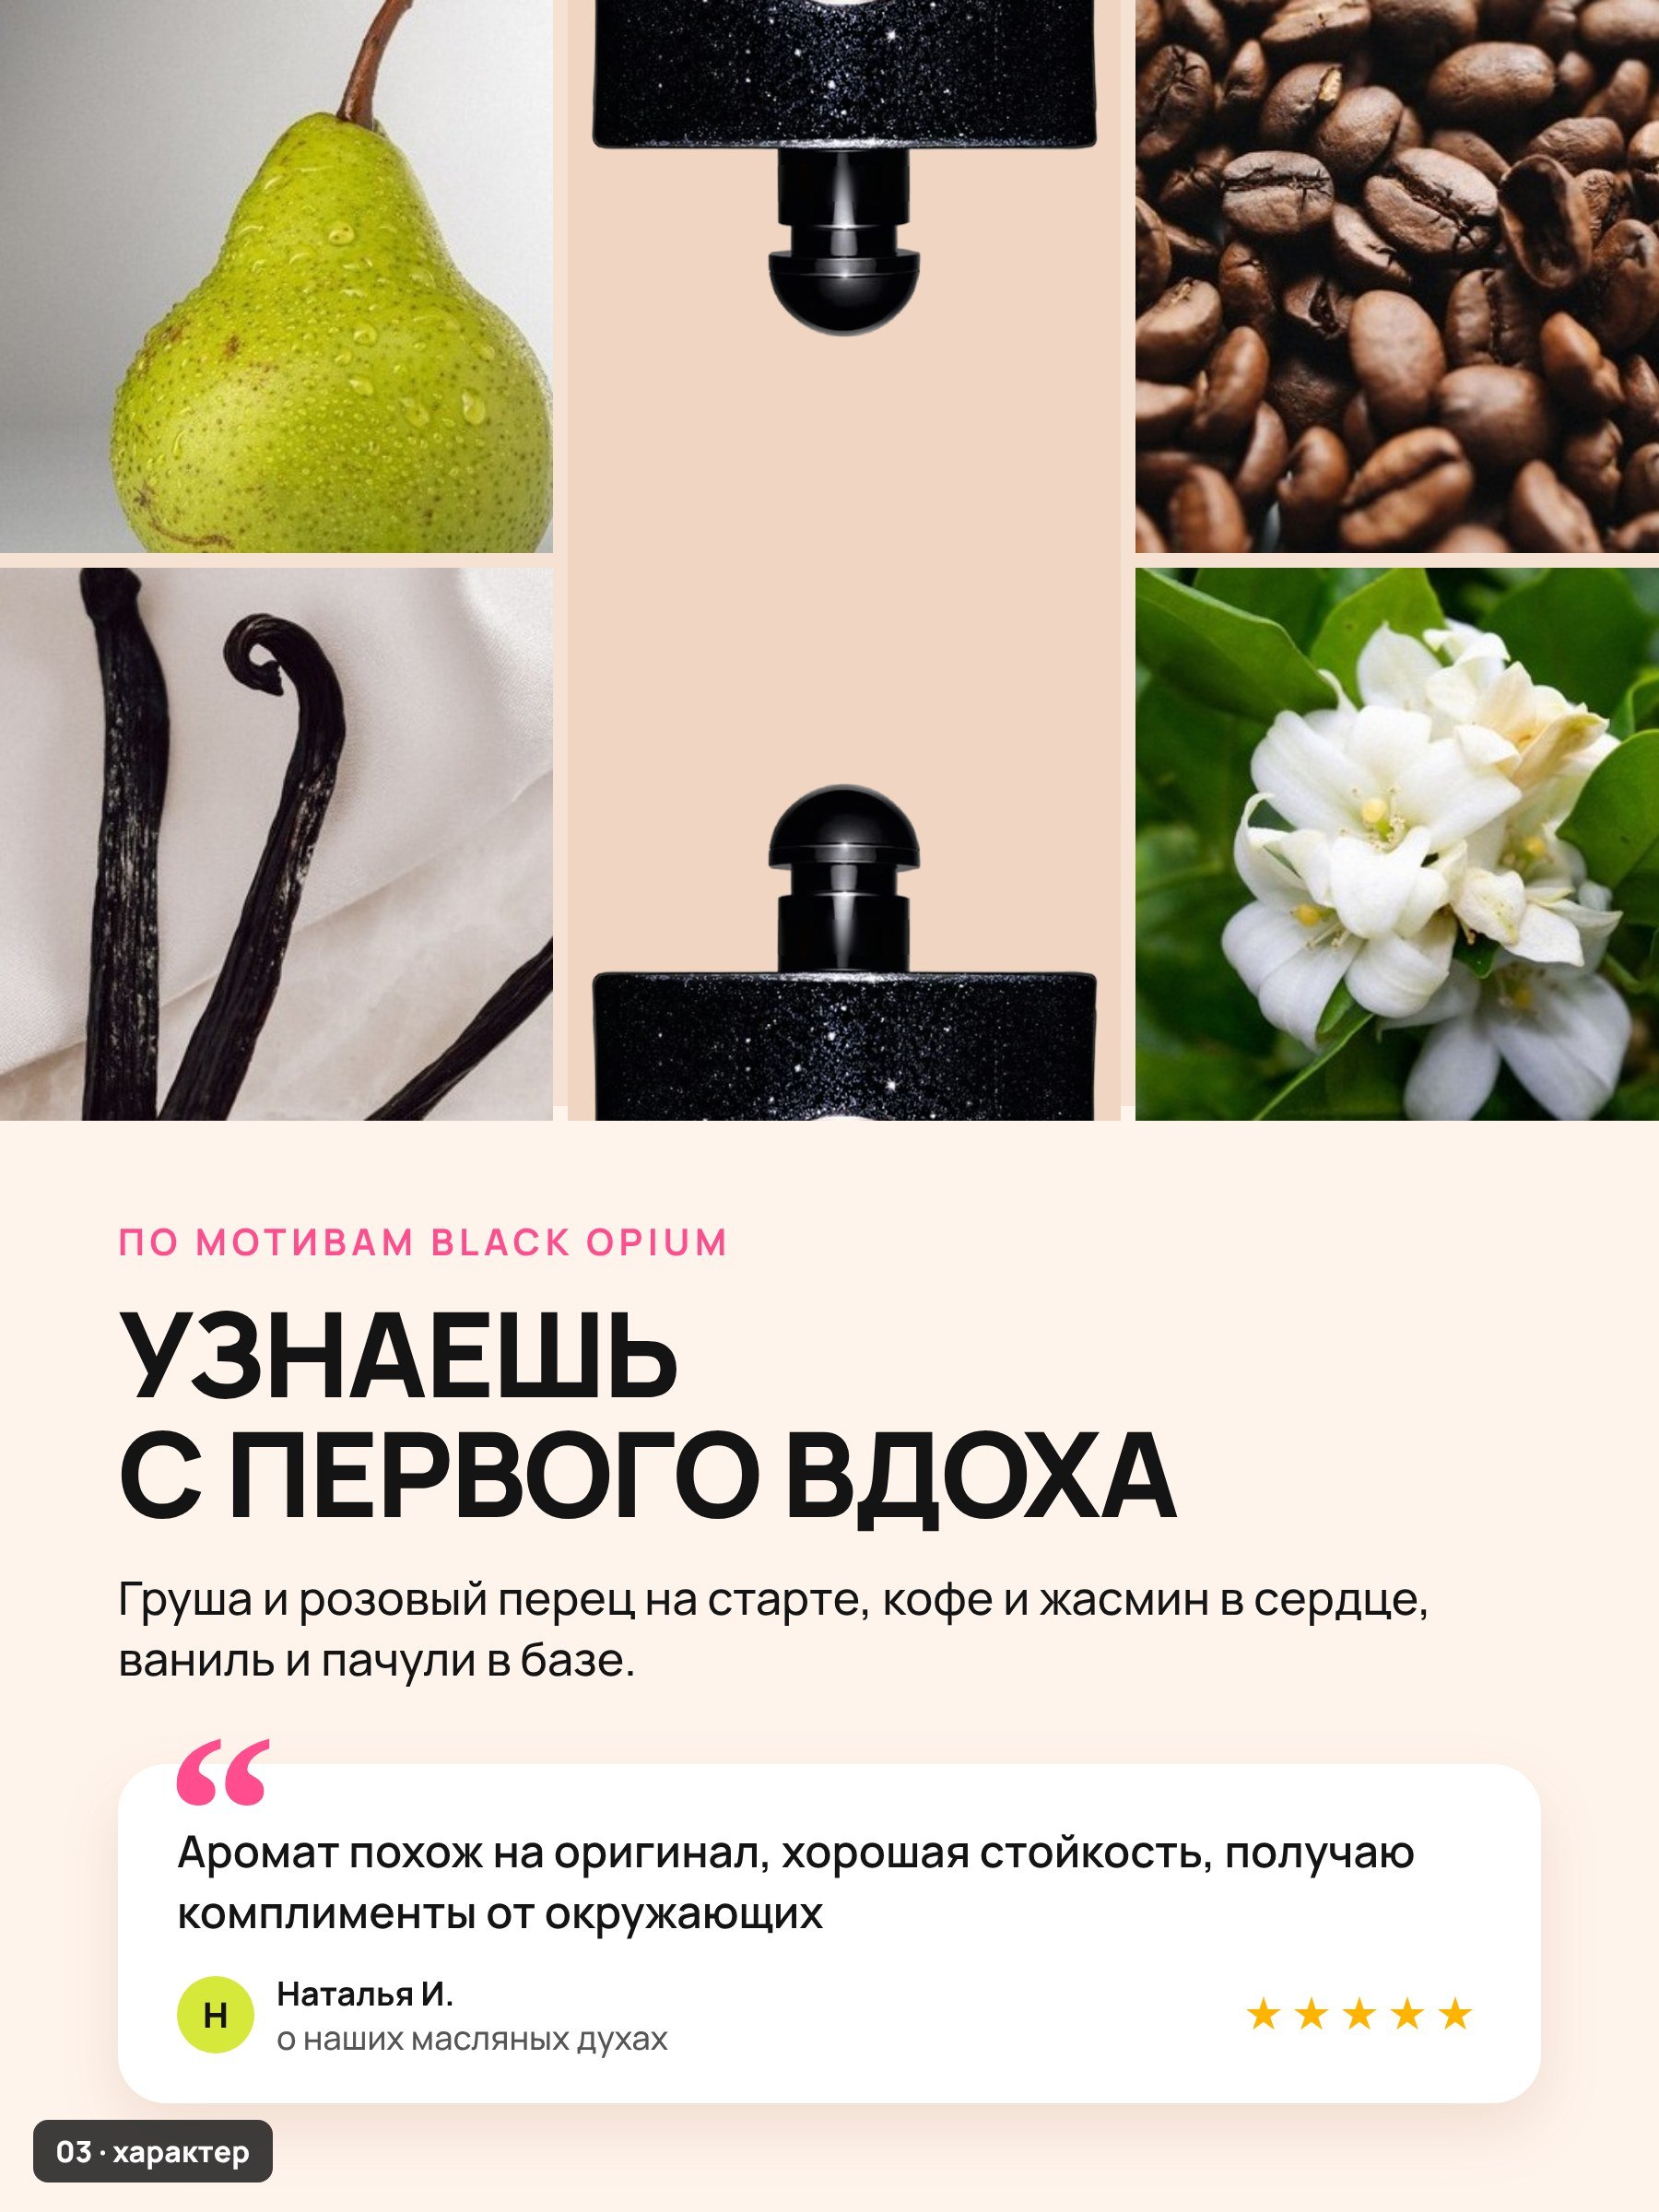 ПО МОТИВАМ BLACK OPIUM
УЗНАЕШЬ
С ПЕРВОГО ВДОХА
Груша и розовый перец на старте, кофе и жасмин в сердце,
ваниль и пачули в базе.
“
Аромат похож на оригинал, хорошая стойкость, получаю
комплименты от окружающих
Н
Наталья И.
о наших масляных духах
★★★★★
03 · характер